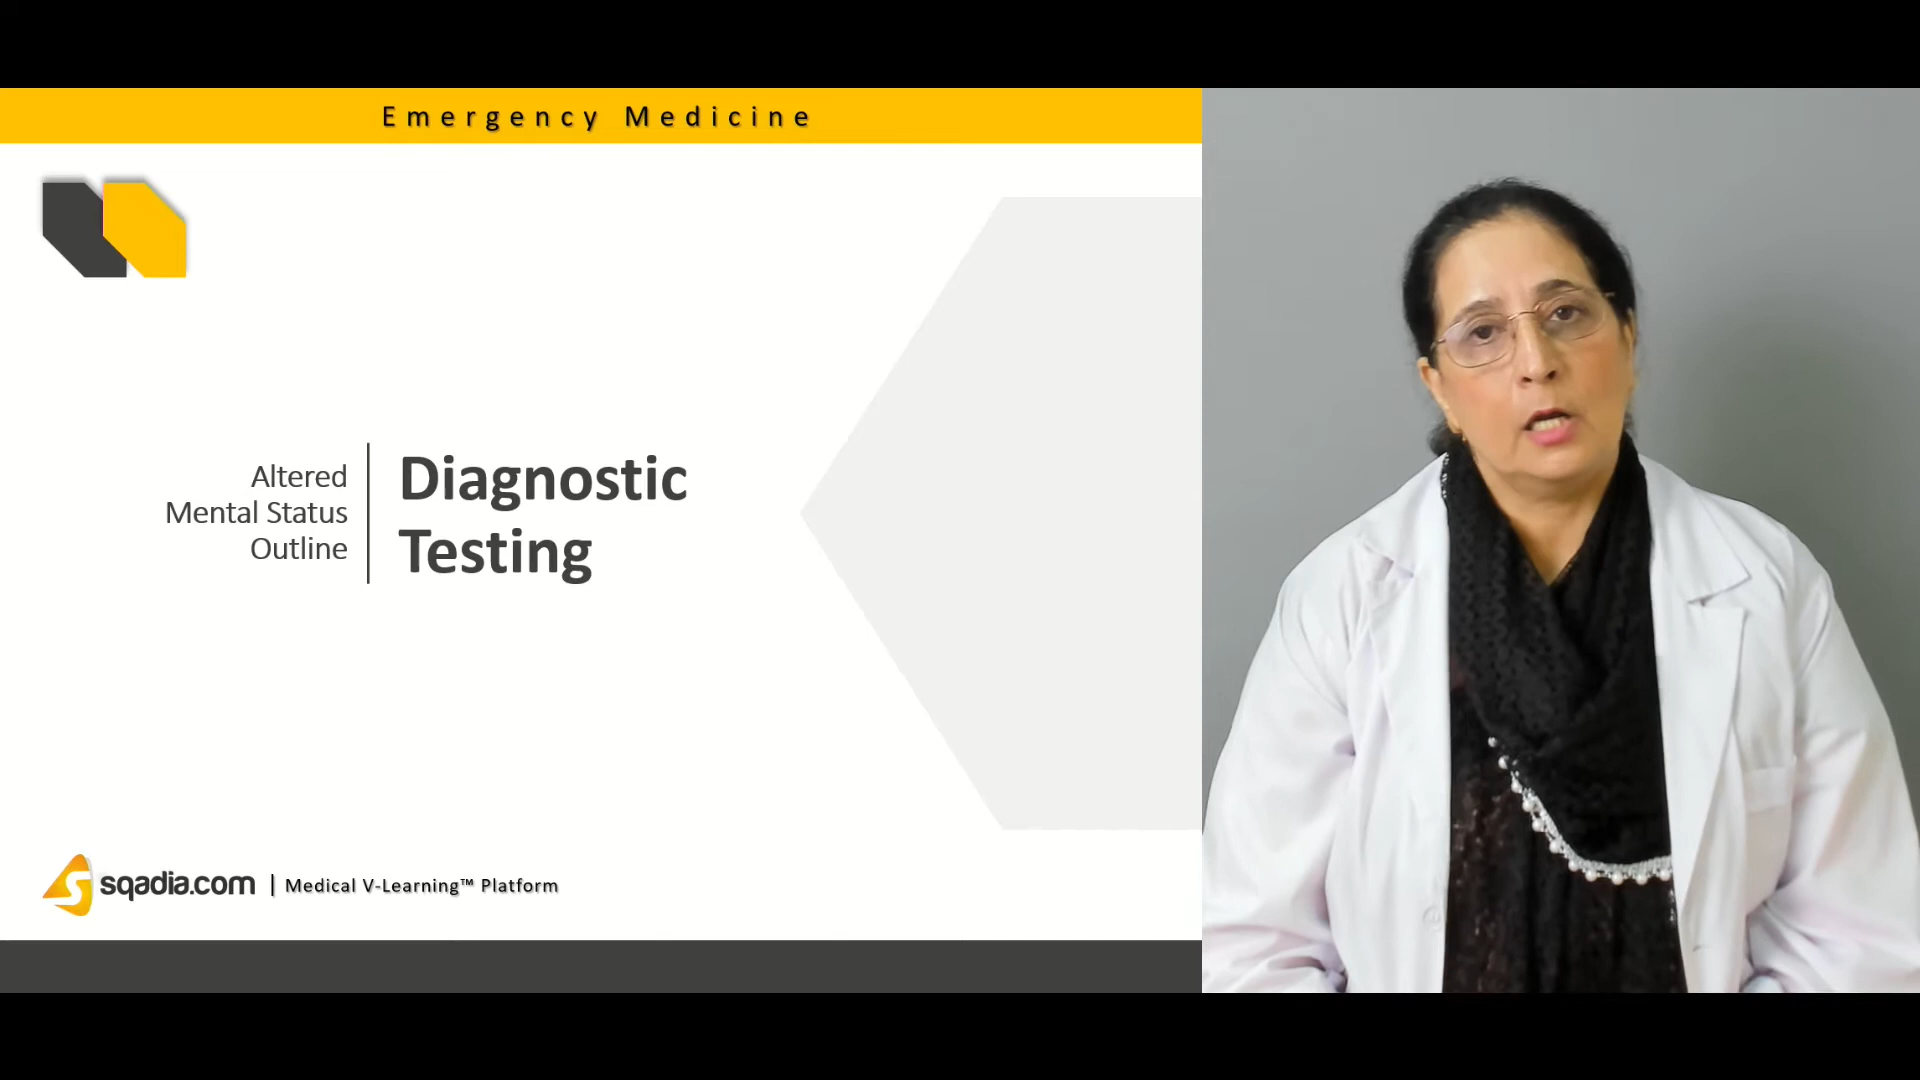 Emergency Medicine
Altered
Mental Status
Outline
Diagnostic
Testing
sqadia.com | Medical V-Learning™ Platform